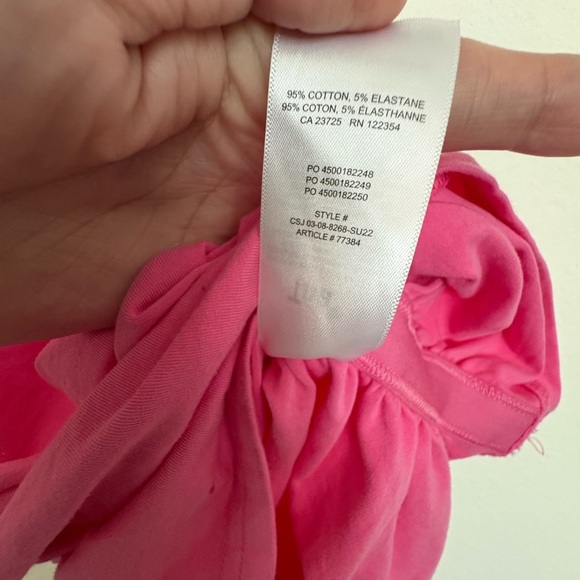 95% COTTON, 5% ELASTANE
95% COTON, 5% ÉLASTHANNE
CA 23725 RN 122354
PO 4500182248
PO 4500182249
PO 4500182250
STYLE #
CSJ 03-08-8268-SU22
ARTICLE # 77384